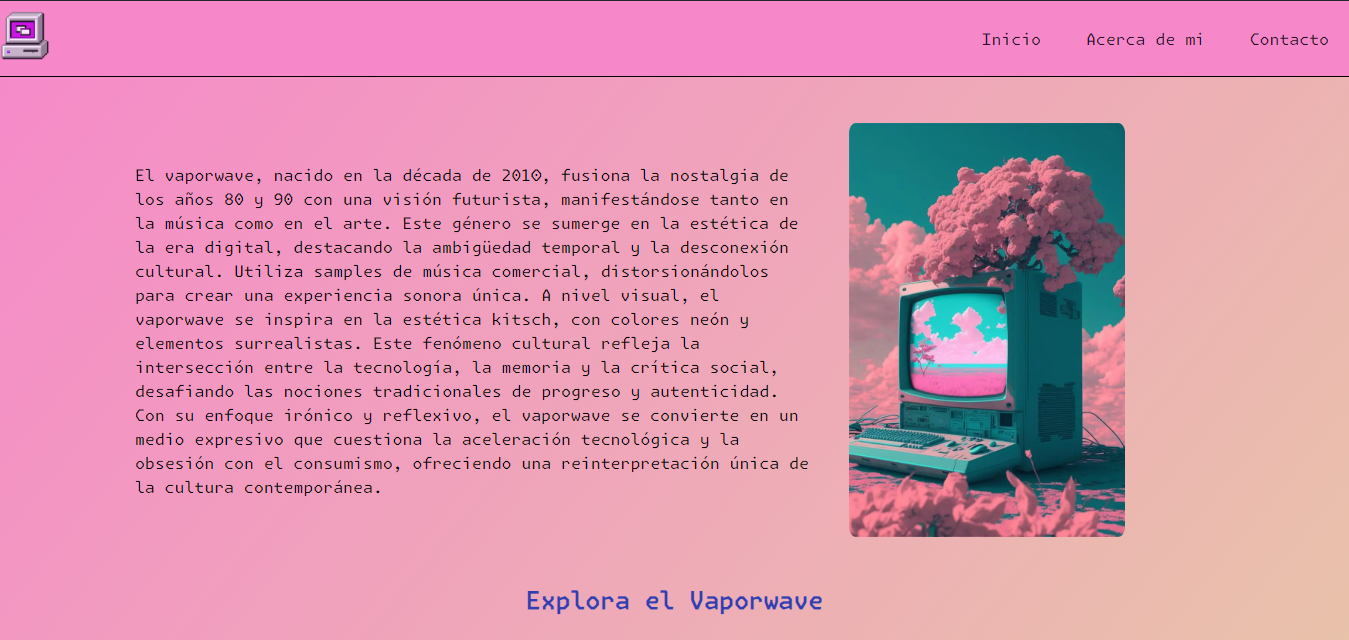 Inicio
Acerca de mi
Contacto
El vaporwave, nacido en la década de 2010, fusiona la nostalgia de
los años 80 y 90 con una visión futurista, manifestándose tanto en
la música como en el arte. Este género se sumerge en la estética de
la era digital, destacando la ambigüedad temporal y la desconexión
cultural. Utiliza samples de música comercial, distorsionándolos
para crear una experiencia sonora única. A nivel visual, el
vaporwave se inspira en la estética kitsch, con colores neón y
elementos surrealistas. Este fenómeno cultural refleja la
intersección entre la tecnología, la memoria y la crítica social,
desafiando las nociones tradicionales de progreso y autenticidad.
Con su enfoque irónico y reflexivo, el vaporwave se convierte en un
medio expresivo que cuestiona la aceleración tecnológica y la
obsesión con el consumismo, ofreciendo una reinterpretación única de
la cultura contemporánea.
Explora el Vaporwave